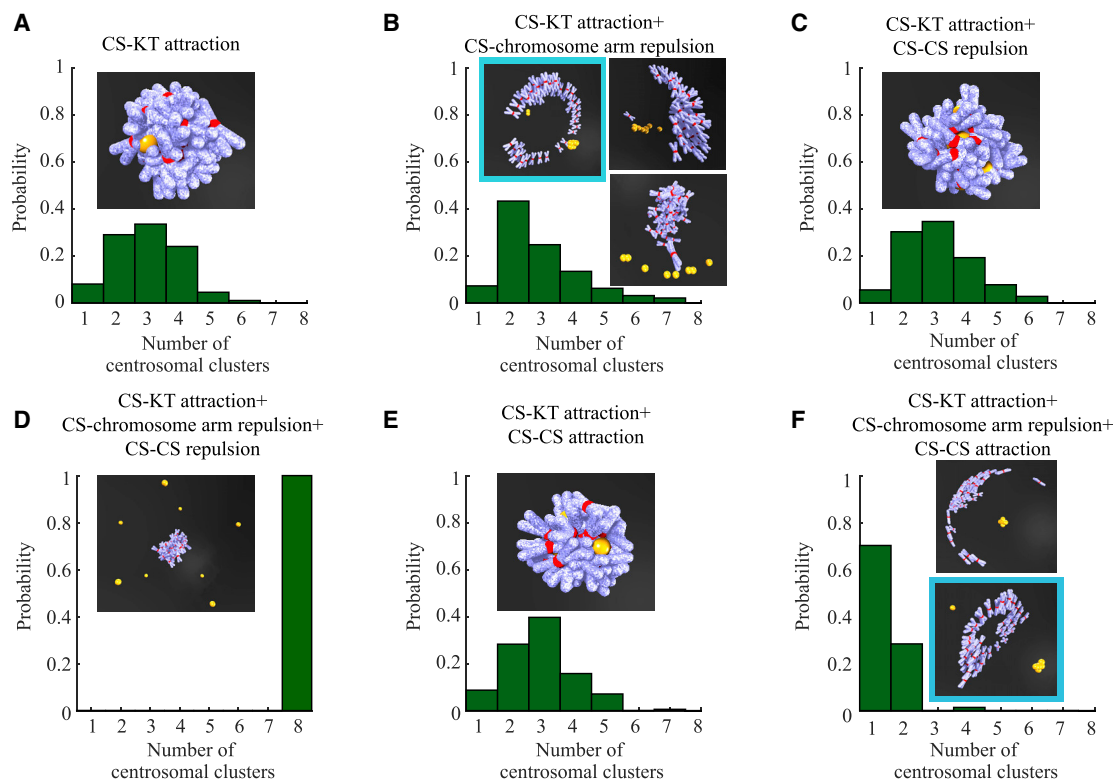 A
CS-KT attraction
1
0.8
0.6
0.4
0.2
0
Probability
1 2 3 4 5 6 7 8
Number of
centrosomal clusters
B
CS-KT attraction+
CS-chromosome arm repulsion
1
0.8
0.6
0.4
0.2
0
Probability
1 2 3 4 5 6 7 8
Number of
centrosomal clusters
C
CS-KT attraction+
CS-CS repulsion
1
0.8
0.6
0.4
0.2
0
Probability
1 2 3 4 5 6 7 8
Number of
centrosomal clusters
D
CS-KT attraction+
CS-chromosome arm repulsion+
CS-CS repulsion
1
0.8
0.6
0.4
0.2
0
Probability
1 2 3 4 5 6 7 8
Number of
centrosomal clusters
E
CS-KT attraction+
CS-CS attraction
1
0.8
0.6
0.4
0.2
0
Probability
1 2 3 4 5 6 7 8
Number of
centrosomal clusters
F
CS-KT attraction+
CS-chromosome arm repulsion+
CS-CS attraction
1
0.8
0.6
0.4
0.2
0
Probability
1 2 3 4 5 6 7 8
Number of
centrosomal clusters